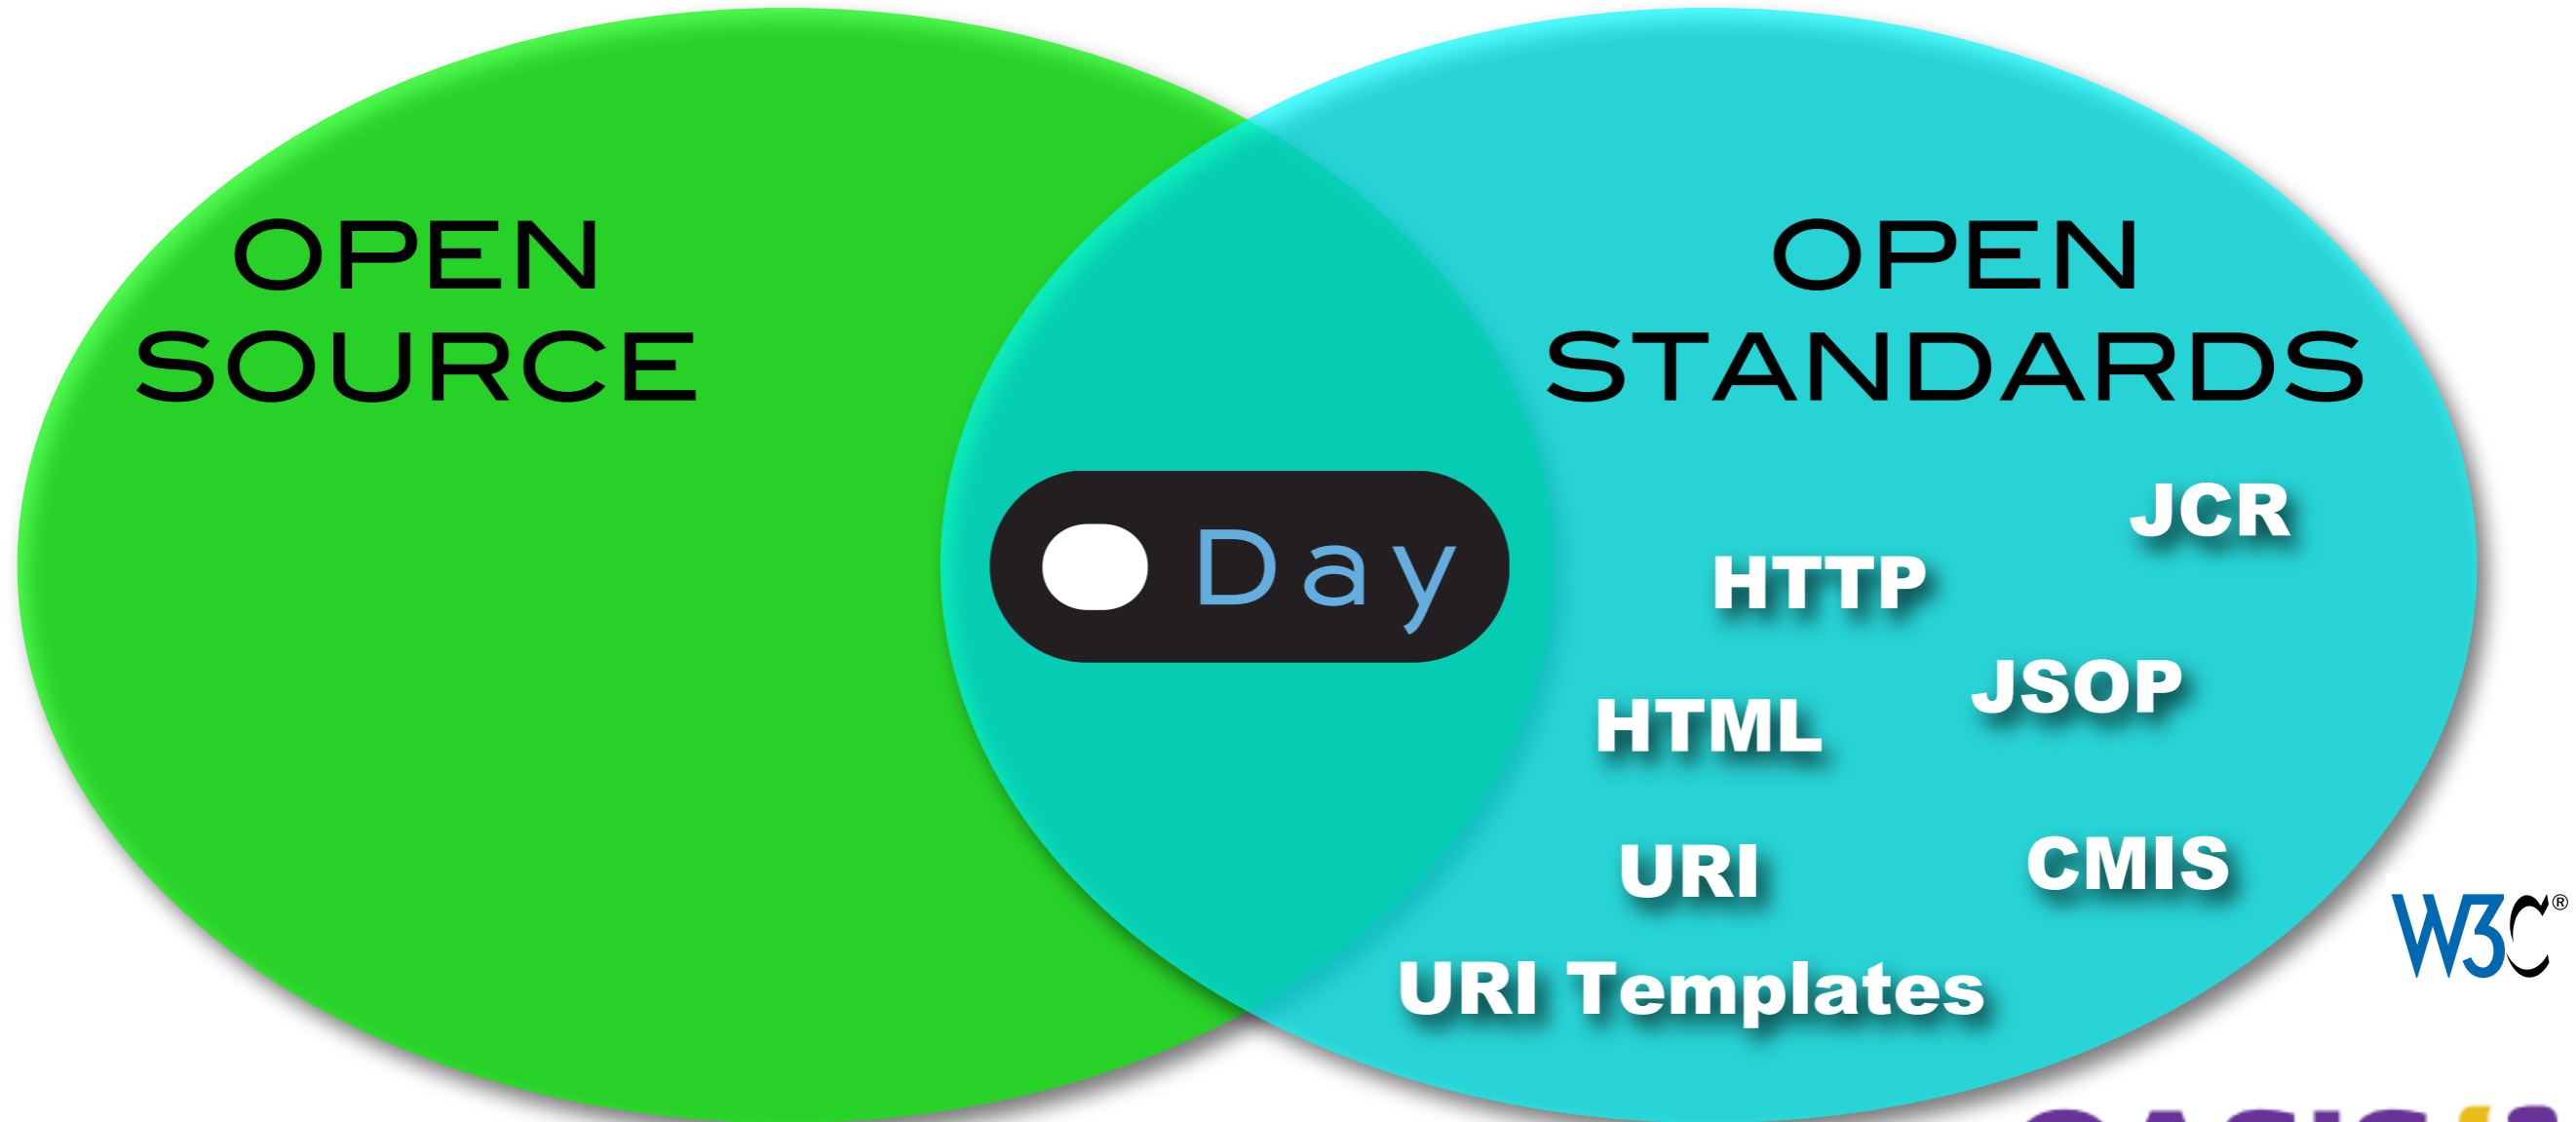 OPEN
SOURCE
OPEN
STANDARDS
Day
JCR
HTTP
JSOP
HTML
URI
CMIS
URI Templates
W3C®